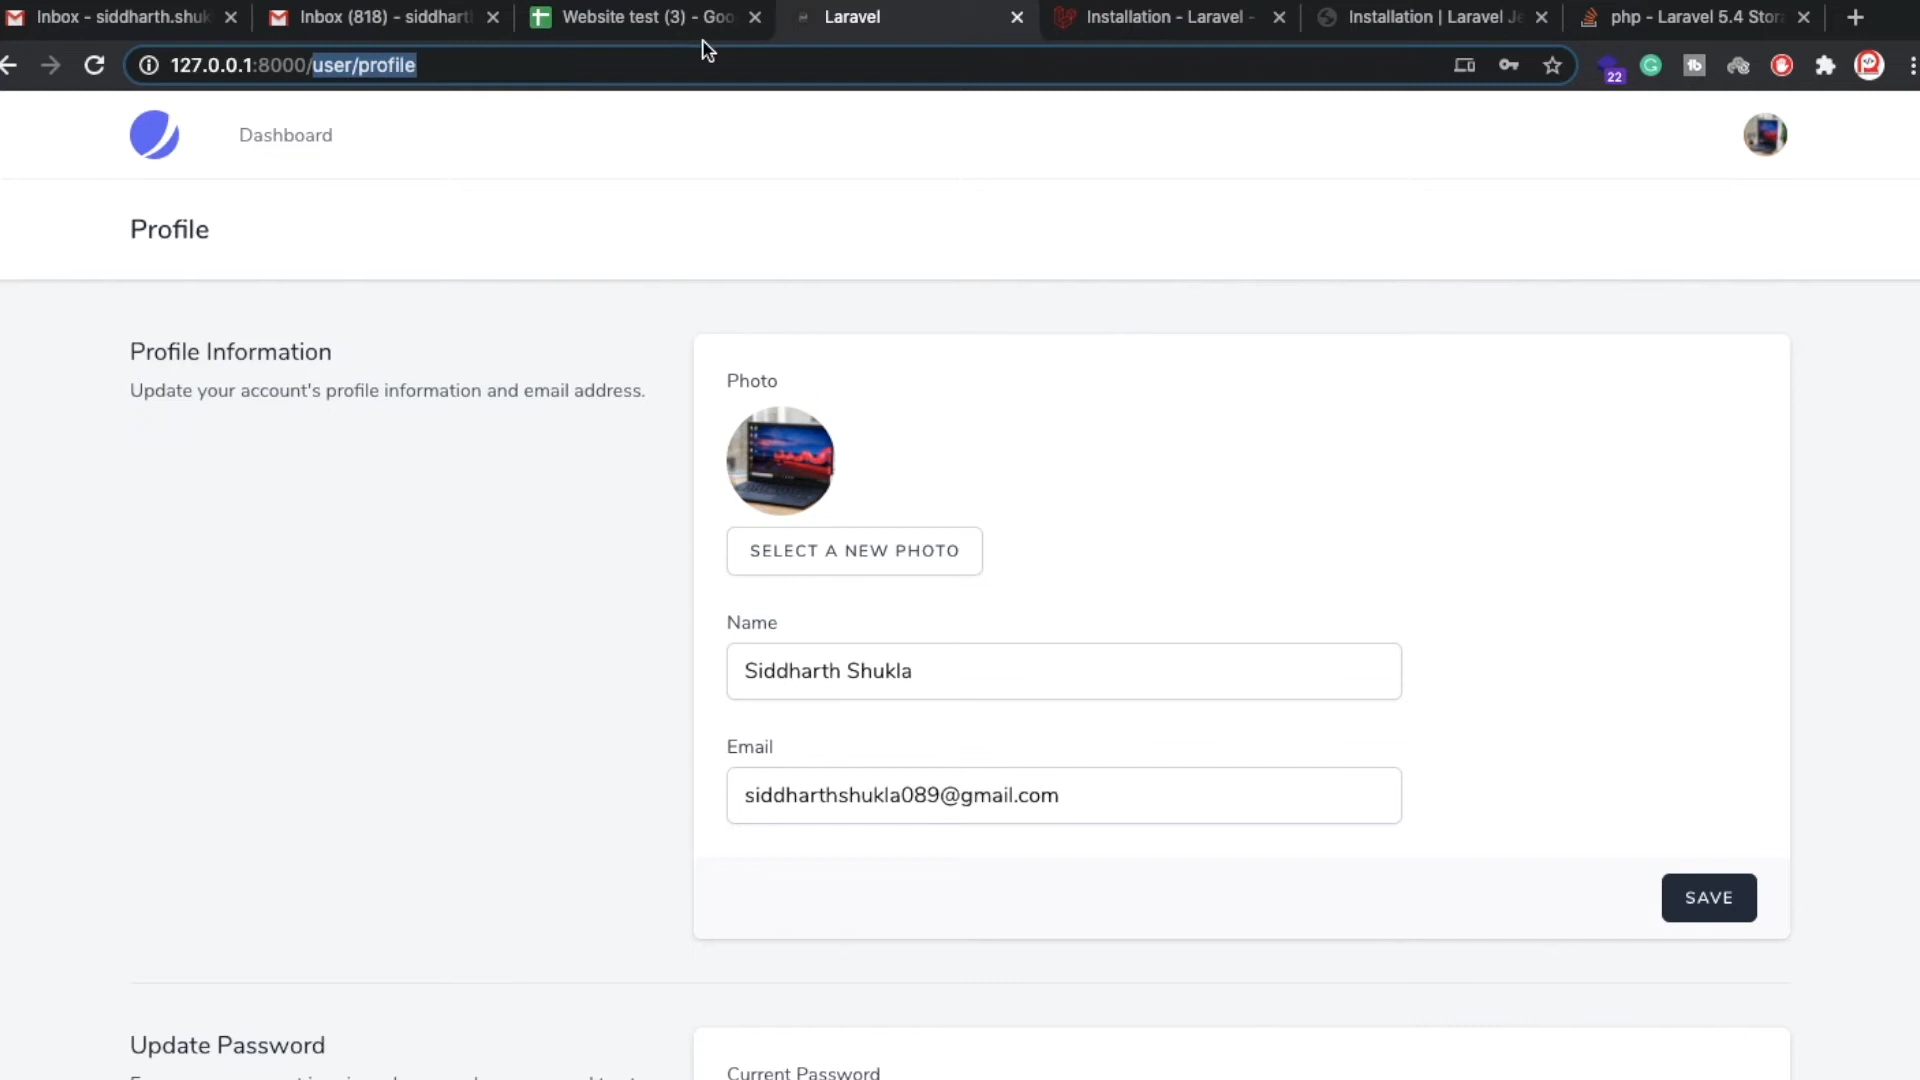 Inbox - siddharth.shuk
Inbox (818) - siddhart
Website test (3) - Goo
Laravel
Installation - Laravel -
Installation | Laravel Je
php - Laravel 5.4 Stora
127.0.0.1:8000/user/profile
22
Dashboard
Profile
Profile Information
Update your account's profile information and email address.
Photo
SELECT A NEW PHOTO
Name
Siddharth Shukla
Email
siddharthshukla089@gmail.com
SAVE
Update Password
Current Password